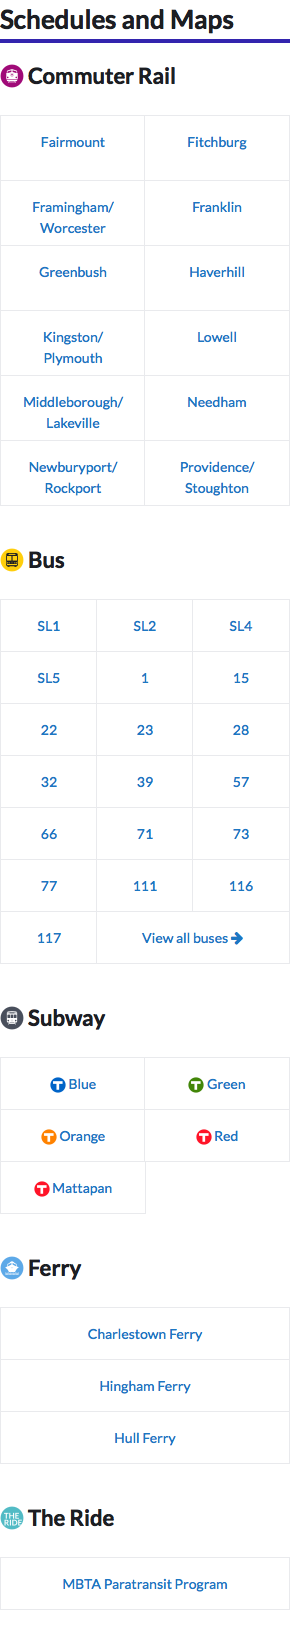 Schedules and Maps
Commuter Rail
Fairmount
Fitchburg
Framingham/
Worcester
Franklin
Greenbush
Haverhill
Kingston/
Plymouth
Lowell
Middleborough/
Lakeville
Needham
Newburyport/
Rockport
Providence/
Stoughton
Bus
SL1
SL2
SL4
SL5
1
15
22
23
28
32
39
57
66
71
73
77
111
116
117
View all buses
Subway
T Blue
T Green
T Orange
T Red
T Mattapan
Ferry
Charlestown Ferry
Hingham Ferry
Hull Ferry
THE
RIDE
The Ride
MBTA Paratransit Program